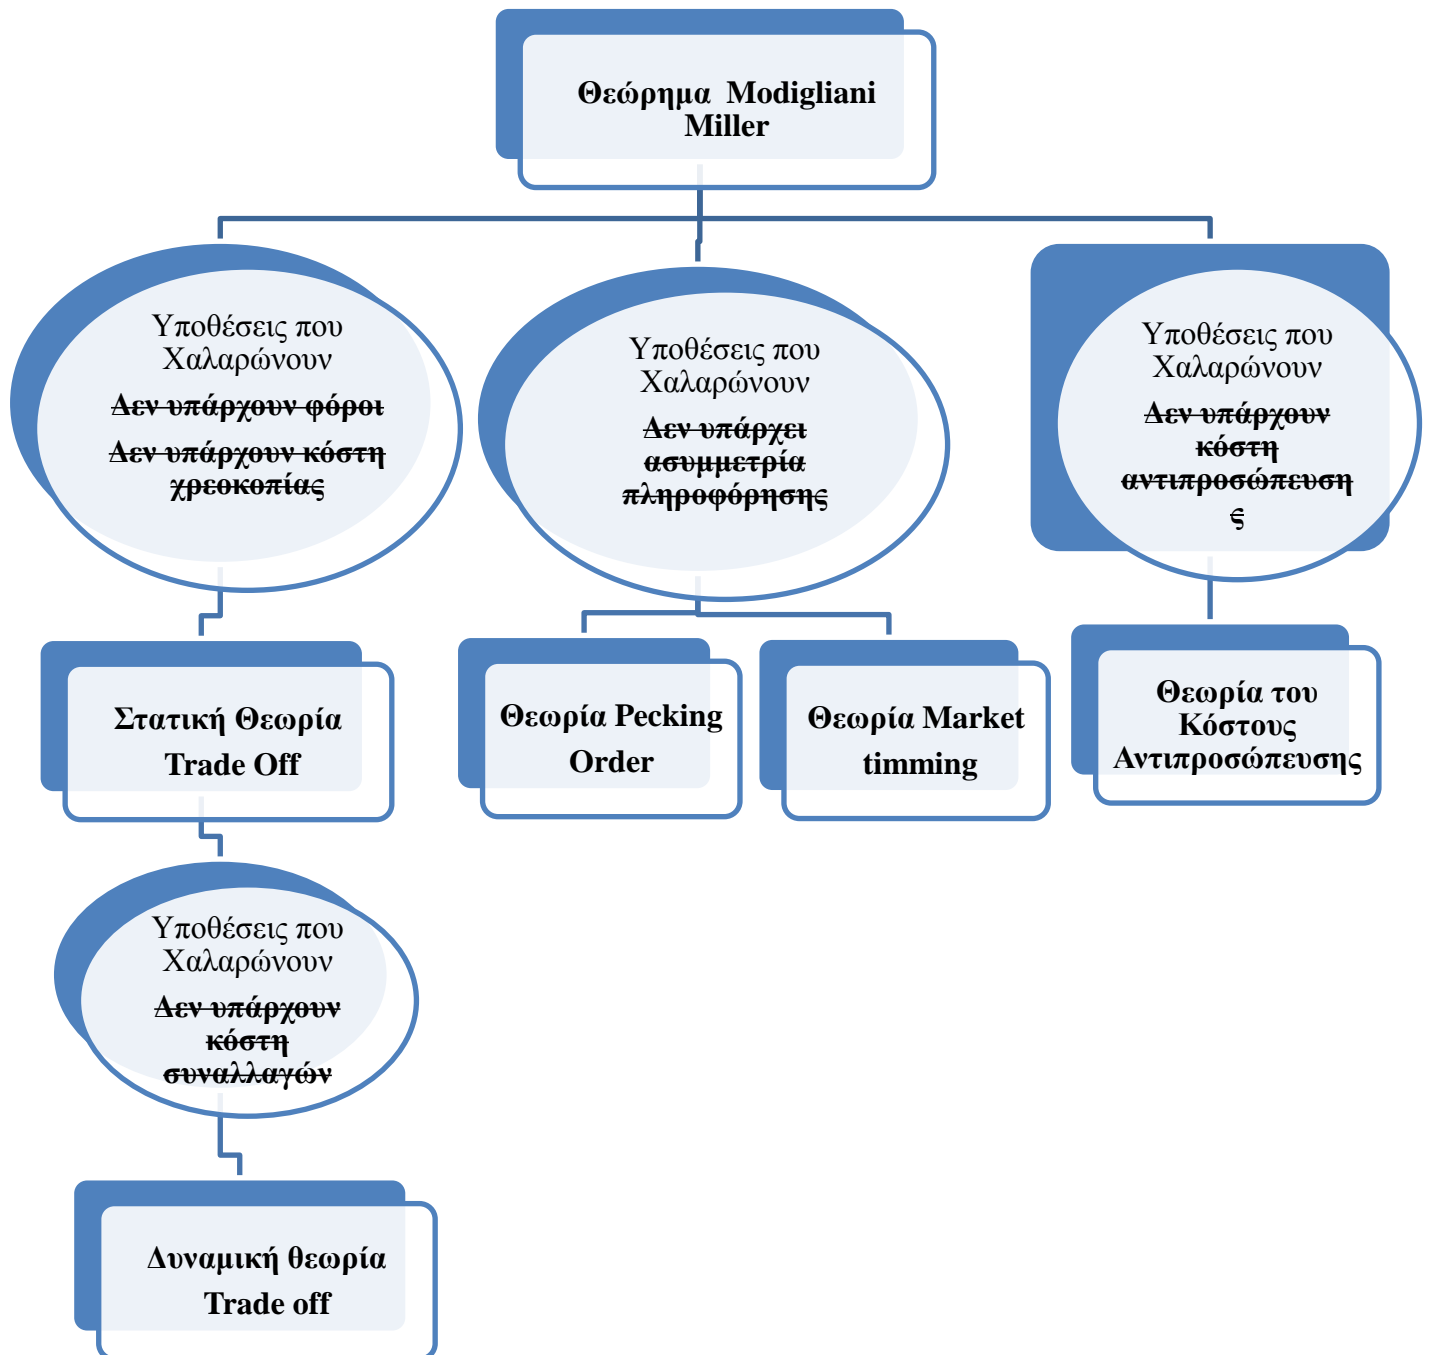 Θεώρημα Modigliani
Miller
Υποθέσεις που
Χαλαρώνουν
Δεν υπάρχουν φόροι
Δεν υπάρχουν κόστη
χρεοκοπίας
Υποθέσεις που
Χαλαρώνουν
Δεν υπάρχει
ασυμμετρία
πληροφόρησης
Υποθέσεις που
Χαλαρώνουν
Δεν υπάρχουν
κόστη
αντιπροσώπευση
ς
Στατική Θεωρία
Trade Off
Θεωρία Pecking
Order
Θεωρία Market
timming
Θεωρία του
Κόστους
Αντιπροσώπευσης
Υποθέσεις που
Χαλαρώνουν
Δεν υπάρχουν
κόστη
συναλλαγών
Δυναμική θεωρία
Trade off